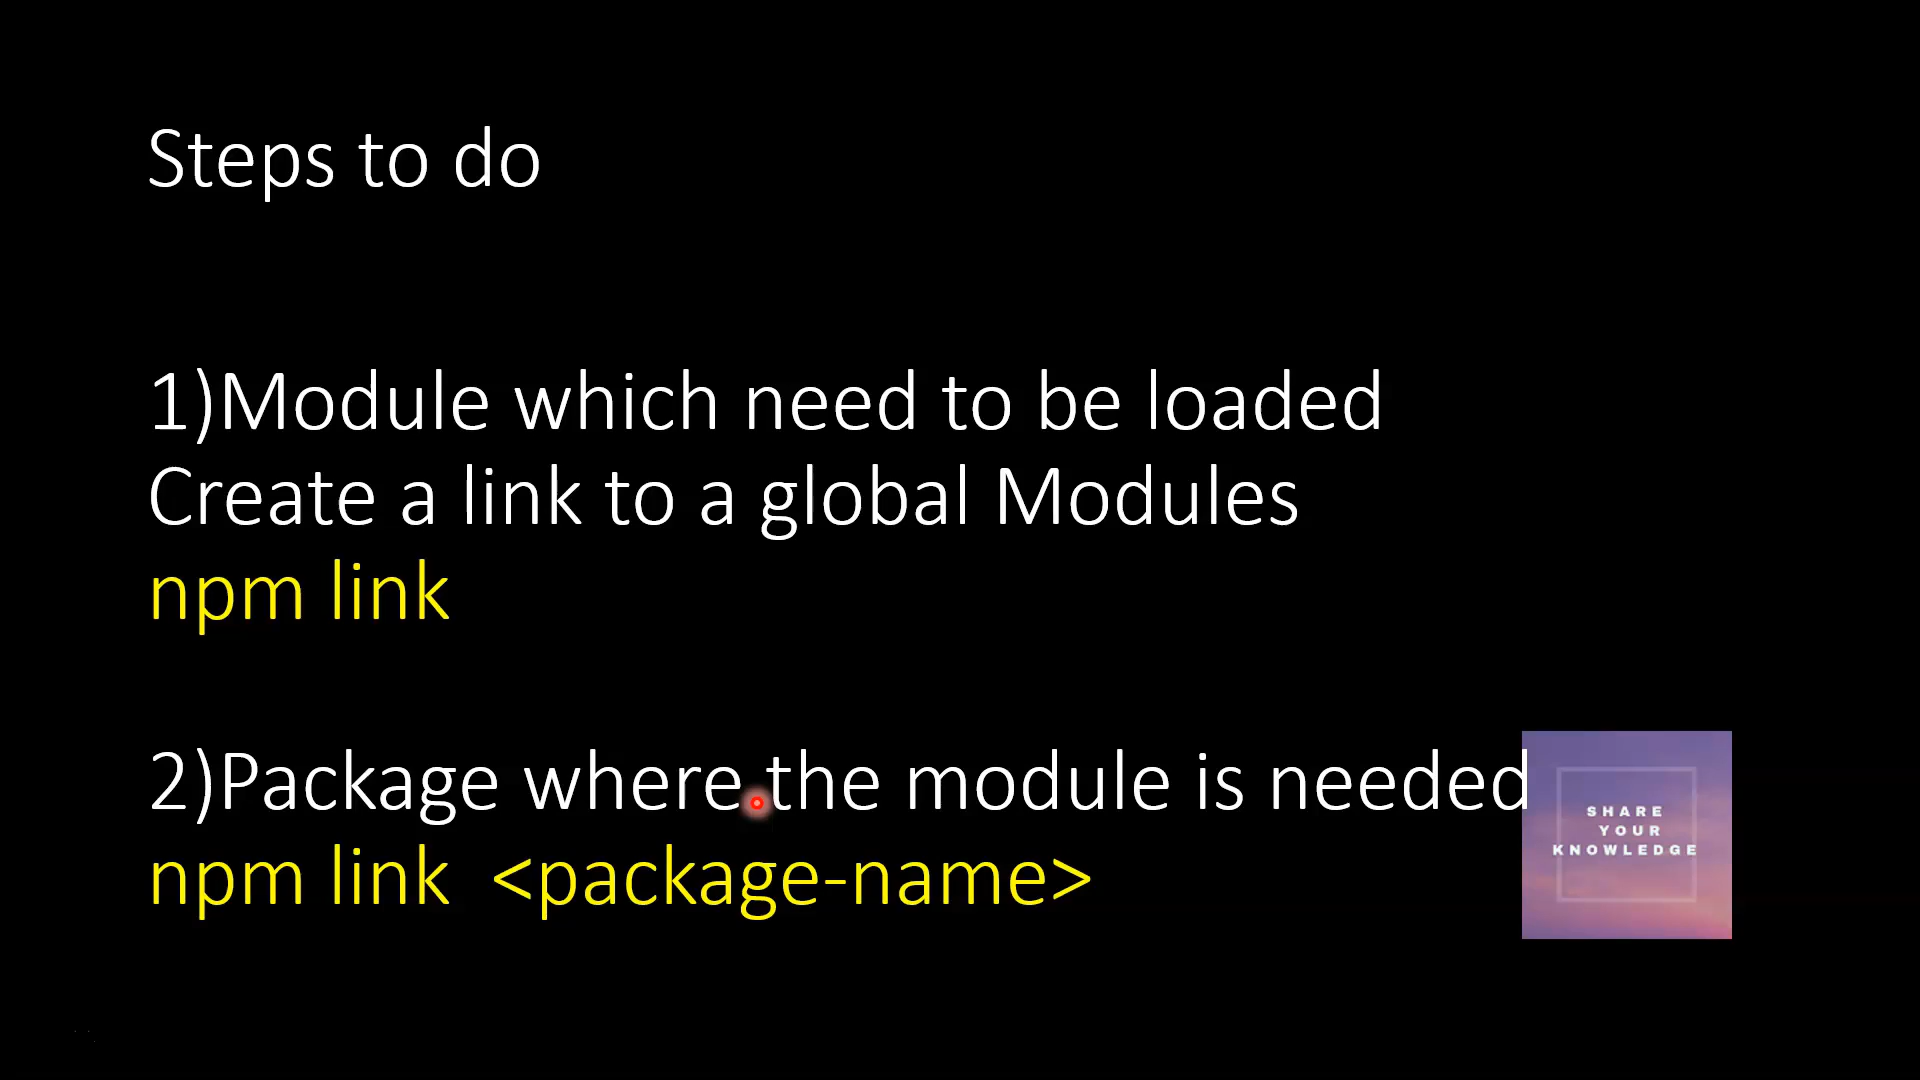 Steps to do
1)Module which need to be loaded
Create a link to a global Modules
npm link
2)Package where the module is needed
npm link  <package-name>
SHARE
YOUR
KNOWLEDGE